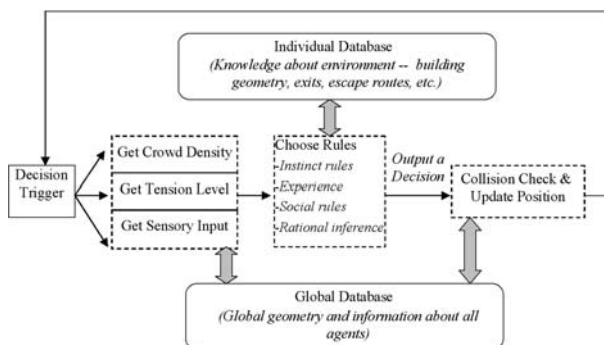 Individual Database
(Knowledge about environment -- building
geometry, exits, escape routes, etc.)
Decision
Trigger
Get Crowd Density
Get Tension Level
Get Sensory Input
Choose Rules
-Instinct rules
-Experience
-Social rules
-Rational inference
Output a
Decision
Collision Check &
Update Position
Global Database
(Global geometry and information about all
agents)